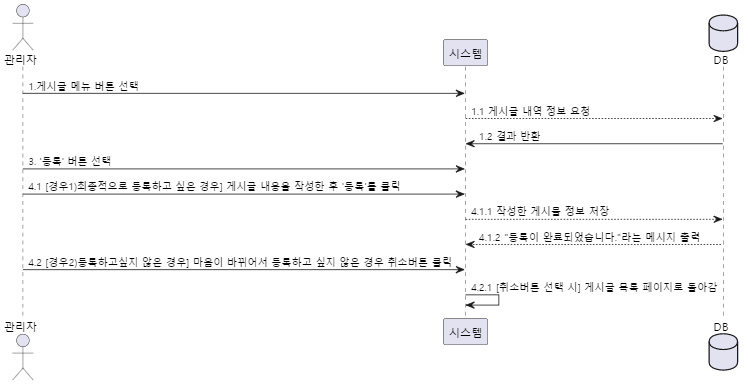 관리자
시스템
DB
1.게시글 메뉴 버튼 선택
1.1 게시글 내역 정보 요청
1.2 결과 반환
3. '등록' 버튼 선택
4.1 [경우1)최종적으로 등록하고 싶은 경우] 게시글 내용을 작성한 후 '등록'를 클릭
4.1.1 작성한 게시물 정보 저장
4.1.2 "등록이 완료되었습니다."라는 메시지 출력
4.2 [경우2)등록하고싶지 않은 경우] 마음이 바뀌어서 등록하고 싶지 않은 경우 취소버튼 클릭
4.2.1 [취소버튼 선택 시] 게시글 목록 페이지로 돌아감
관리자
시스템
DB